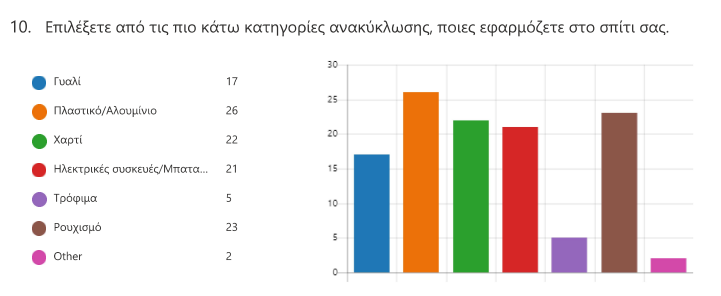 10. Επιλέξετε από τις πιο κάτω κατηγορίες ανακύκλωσης, ποιες εφαρμόζετε στο σπίτι σας.
Γυαλί 17
Πλαστικό/Αλουμίνιο 26
Χαρτί 22
Ηλεκτρικές συσκευές/Μπατα... 21
Τρόφιμα 5
Ρουχισμό 23
Other 2
30
25
20
15
10
5
0